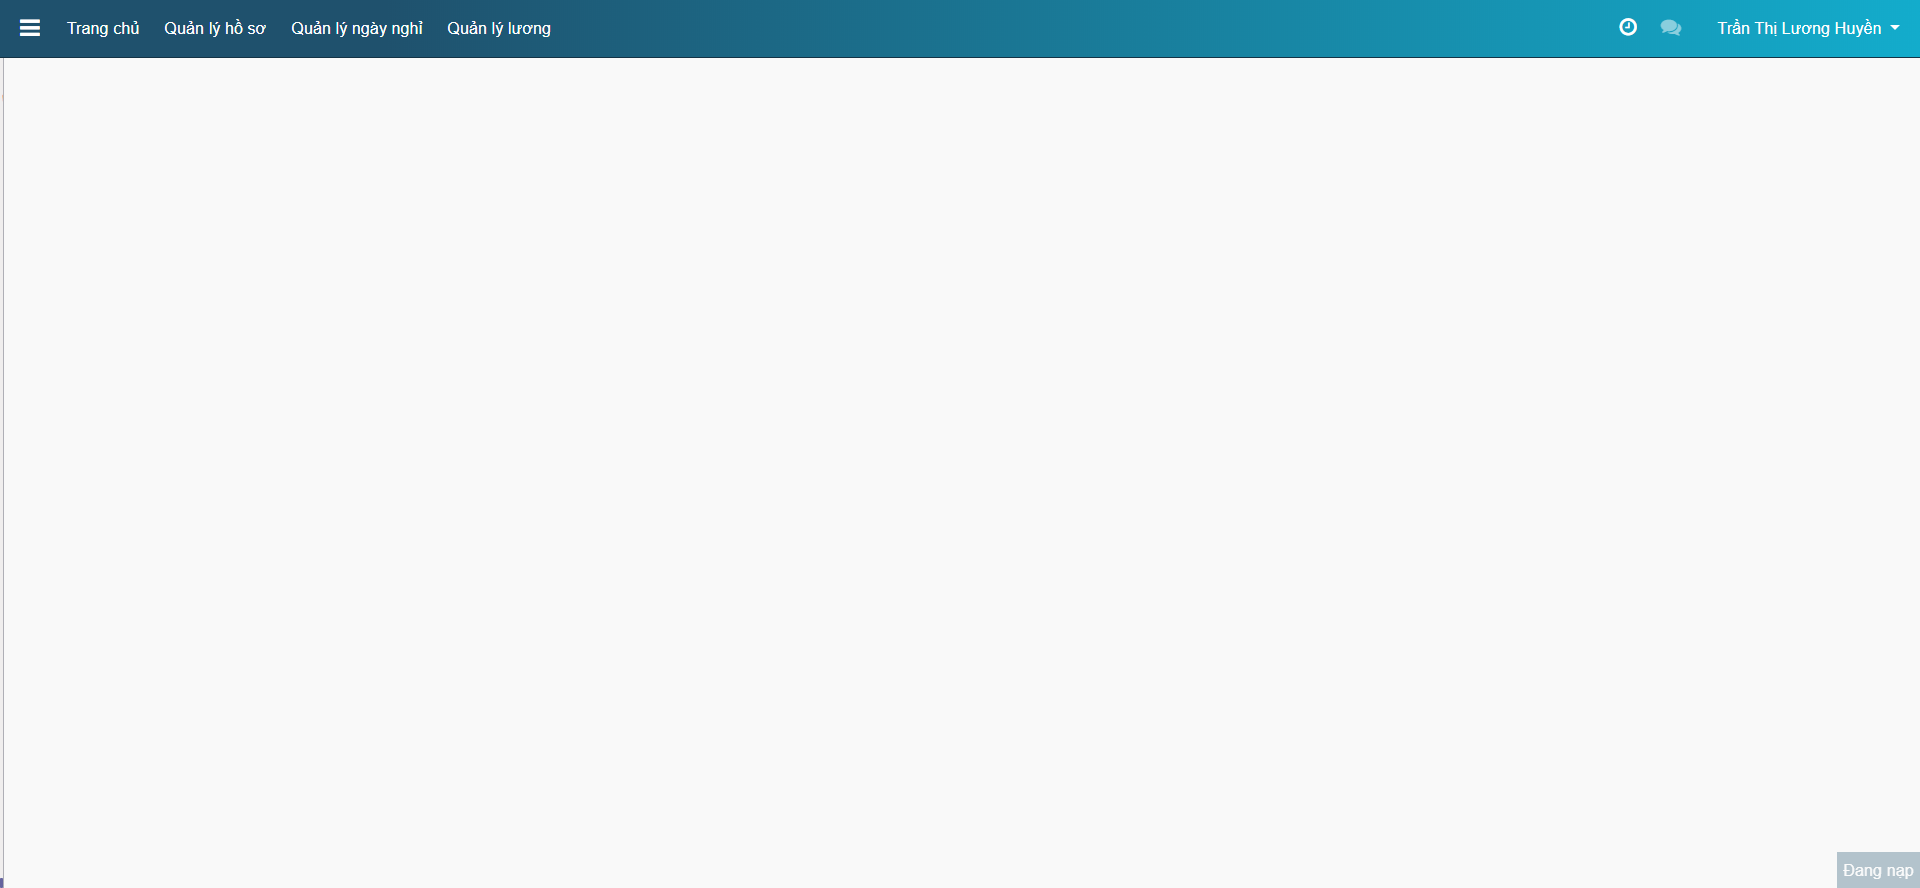 Trang chủ Quản lý hồ sơ Quản lý ngày nghỉ Quản lý lương Trần Thị Lương Huyền
Đang nạp